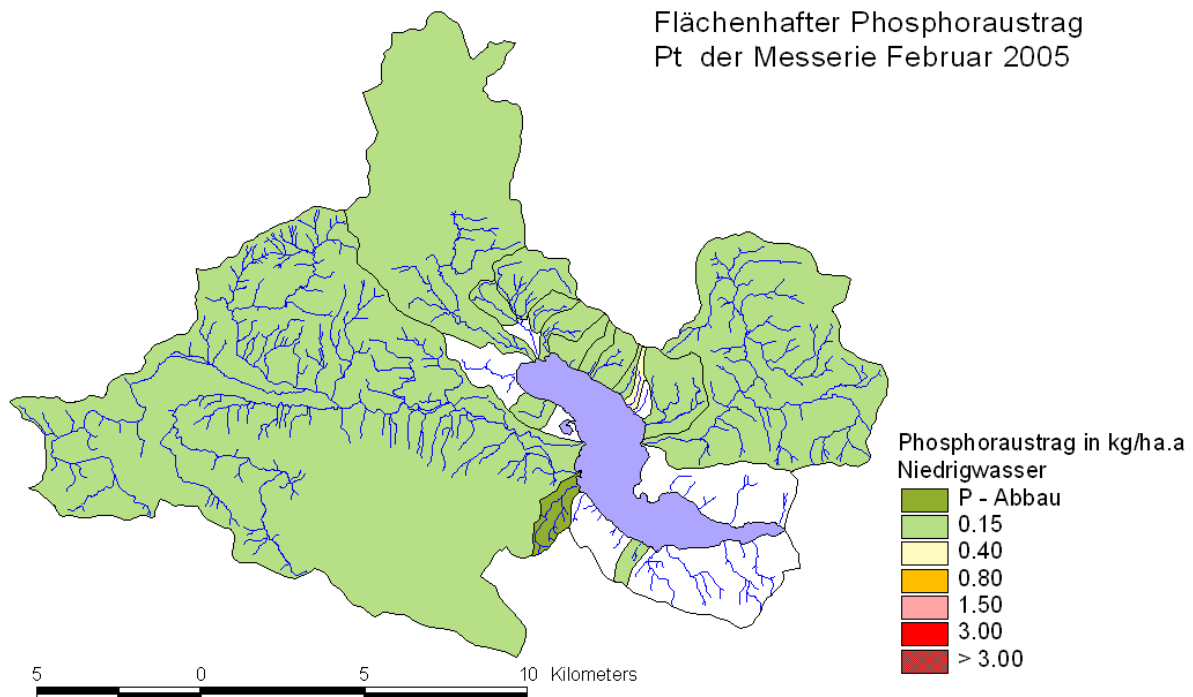 Flächenhafter Phosphoraustrag
Pt der Messerie Februar 2005
Phosphoraustrag in kg/ha.a
Niedrigwasser
P - Abbau
0.15
0.40
0.80
1.50
3.00
> 3.00
5 0 5 10 Kilometers